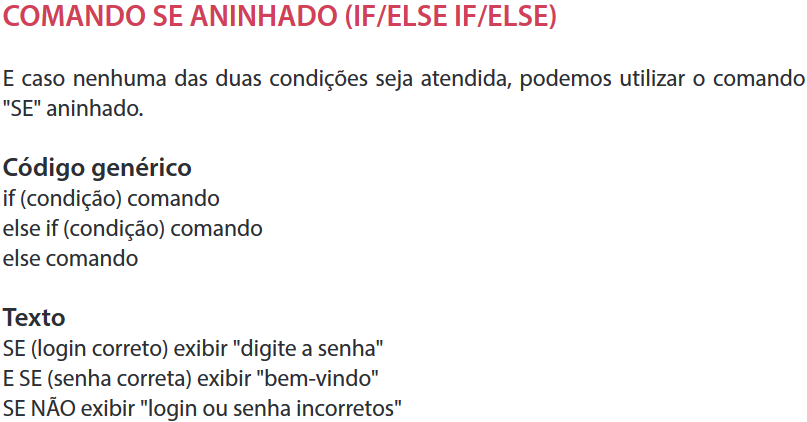 COMANDO SE ANINHADO (IF/ELSE IF/ELSE)
E caso nenhuma das duas condições seja atendida, podemos utilizar o comando
"SE" aninhado.
Código genérico
if (condição) comando
else if (condição) comando
else comando
Texto
SE (login correto) exibir "digite a senha"
E SE (senha correta) exibir "bem-vindo"
SE NÃO exibir "login ou senha incorretos"